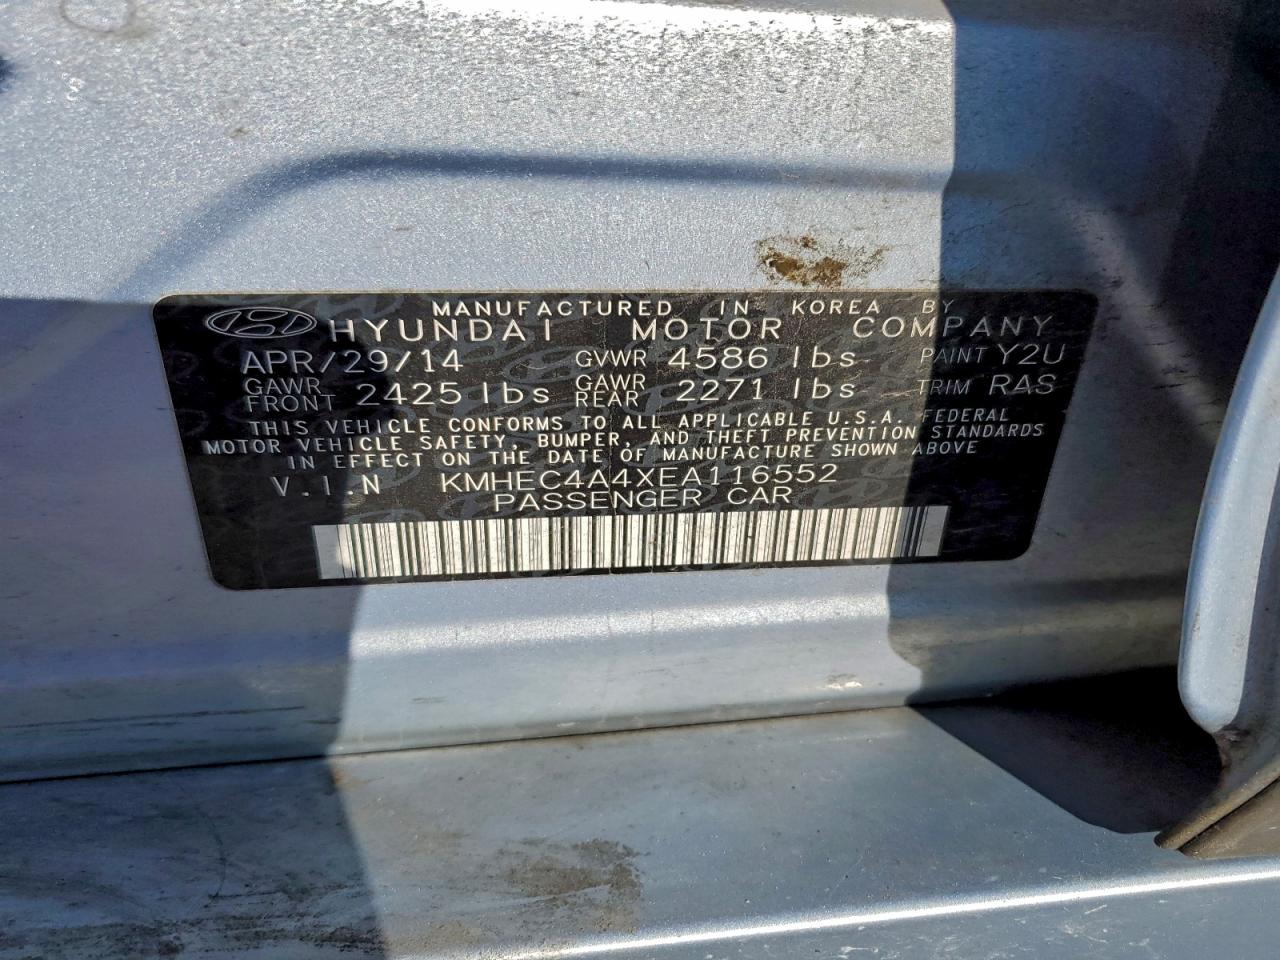 MANUFACTURED IN KOREA BY
HYUNDAI MOTOR COMPANY
APR/29/14 GVWR 4586 lbs PAINT Y2U
GAWR FRONT 2425 lbs GAWR REAR 2271 lbs TRIM RAS
THIS VEHICLE CONFORMS TO ALL APPLICABLE U.S.A. FEDERAL
MOTOR VEHICLE SAFETY, BUMPER, AND THEFT PREVENTION STANDARDS
IN EFFECT ON THE DATE OF MANUFACTURE SHOWN ABOVE
V.I.N KMHEC4A4XEA116552
PASSENGER CAR